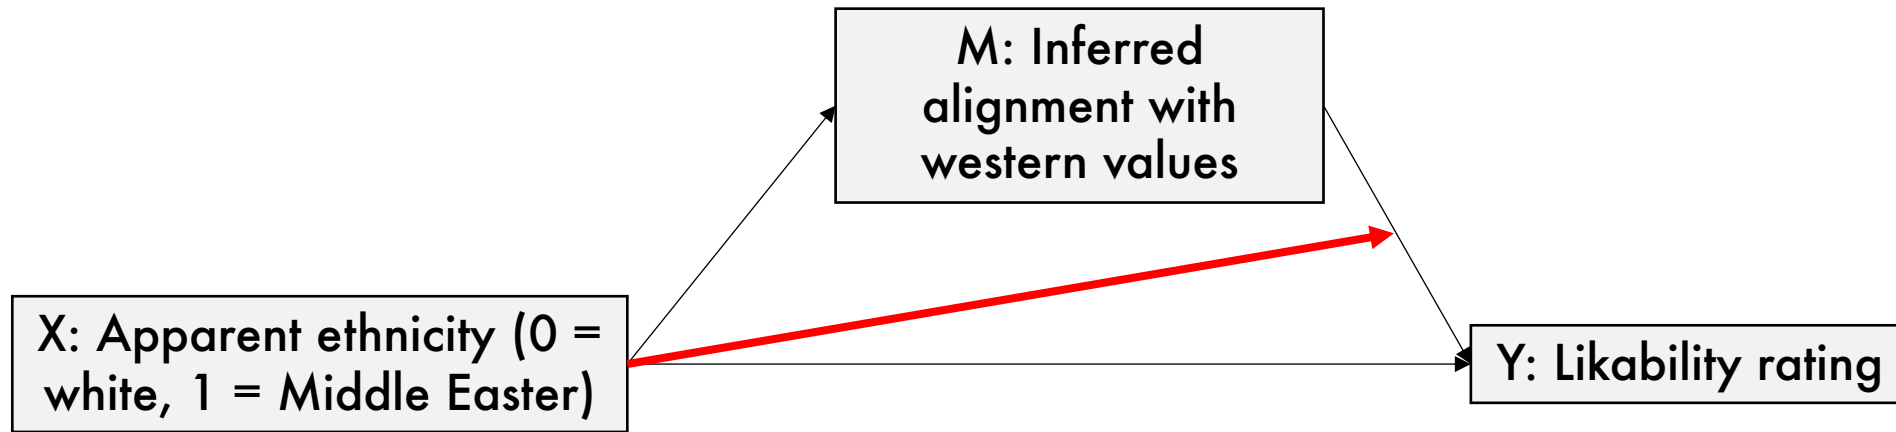 M: Inferred
alignment with
western values
X: Apparent ethnicity (0 =
white, 1 = Middle Easter)
Y: Likability rating